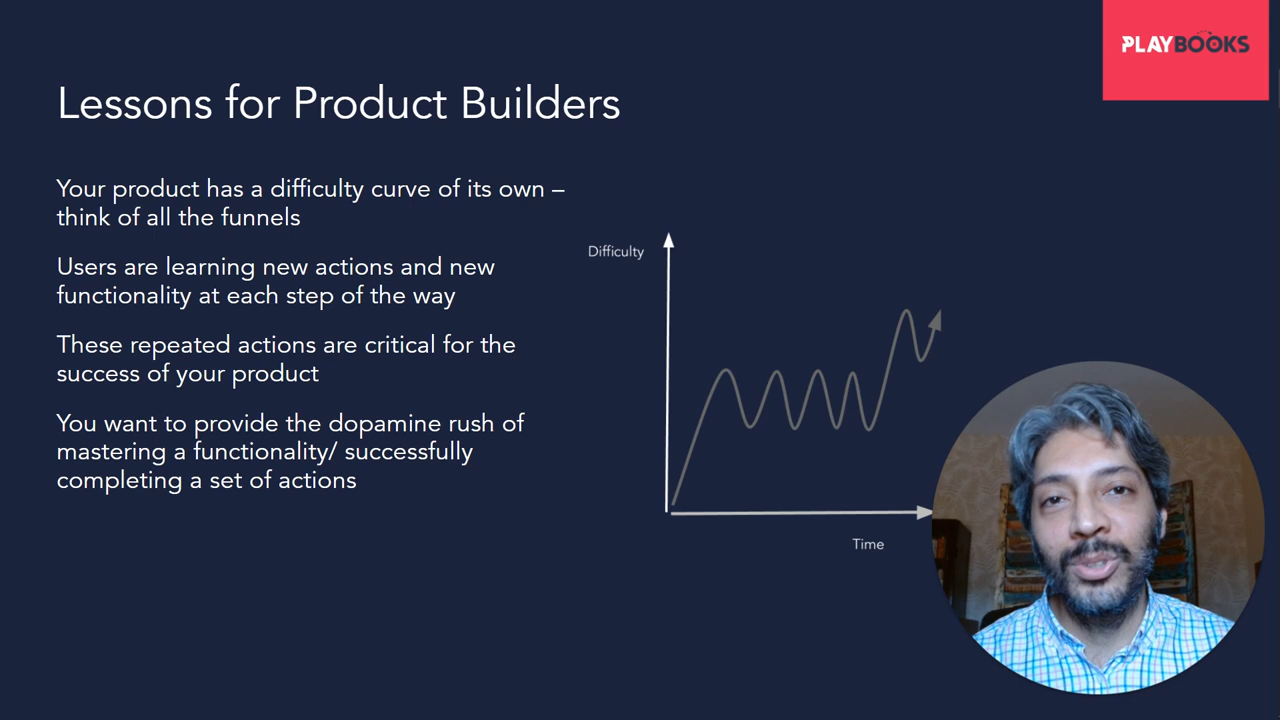 PLAYBOOKS
Lessons for Product Builders
Your product has a difficulty curve of its own –
think of all the funnels
Users are learning new actions and new
functionality at each step of the way
These repeated actions are critical for the
success of your product
You want to provide the dopamine rush of
mastering a functionality/ successfully
completing a set of actions
Difficulty
Time